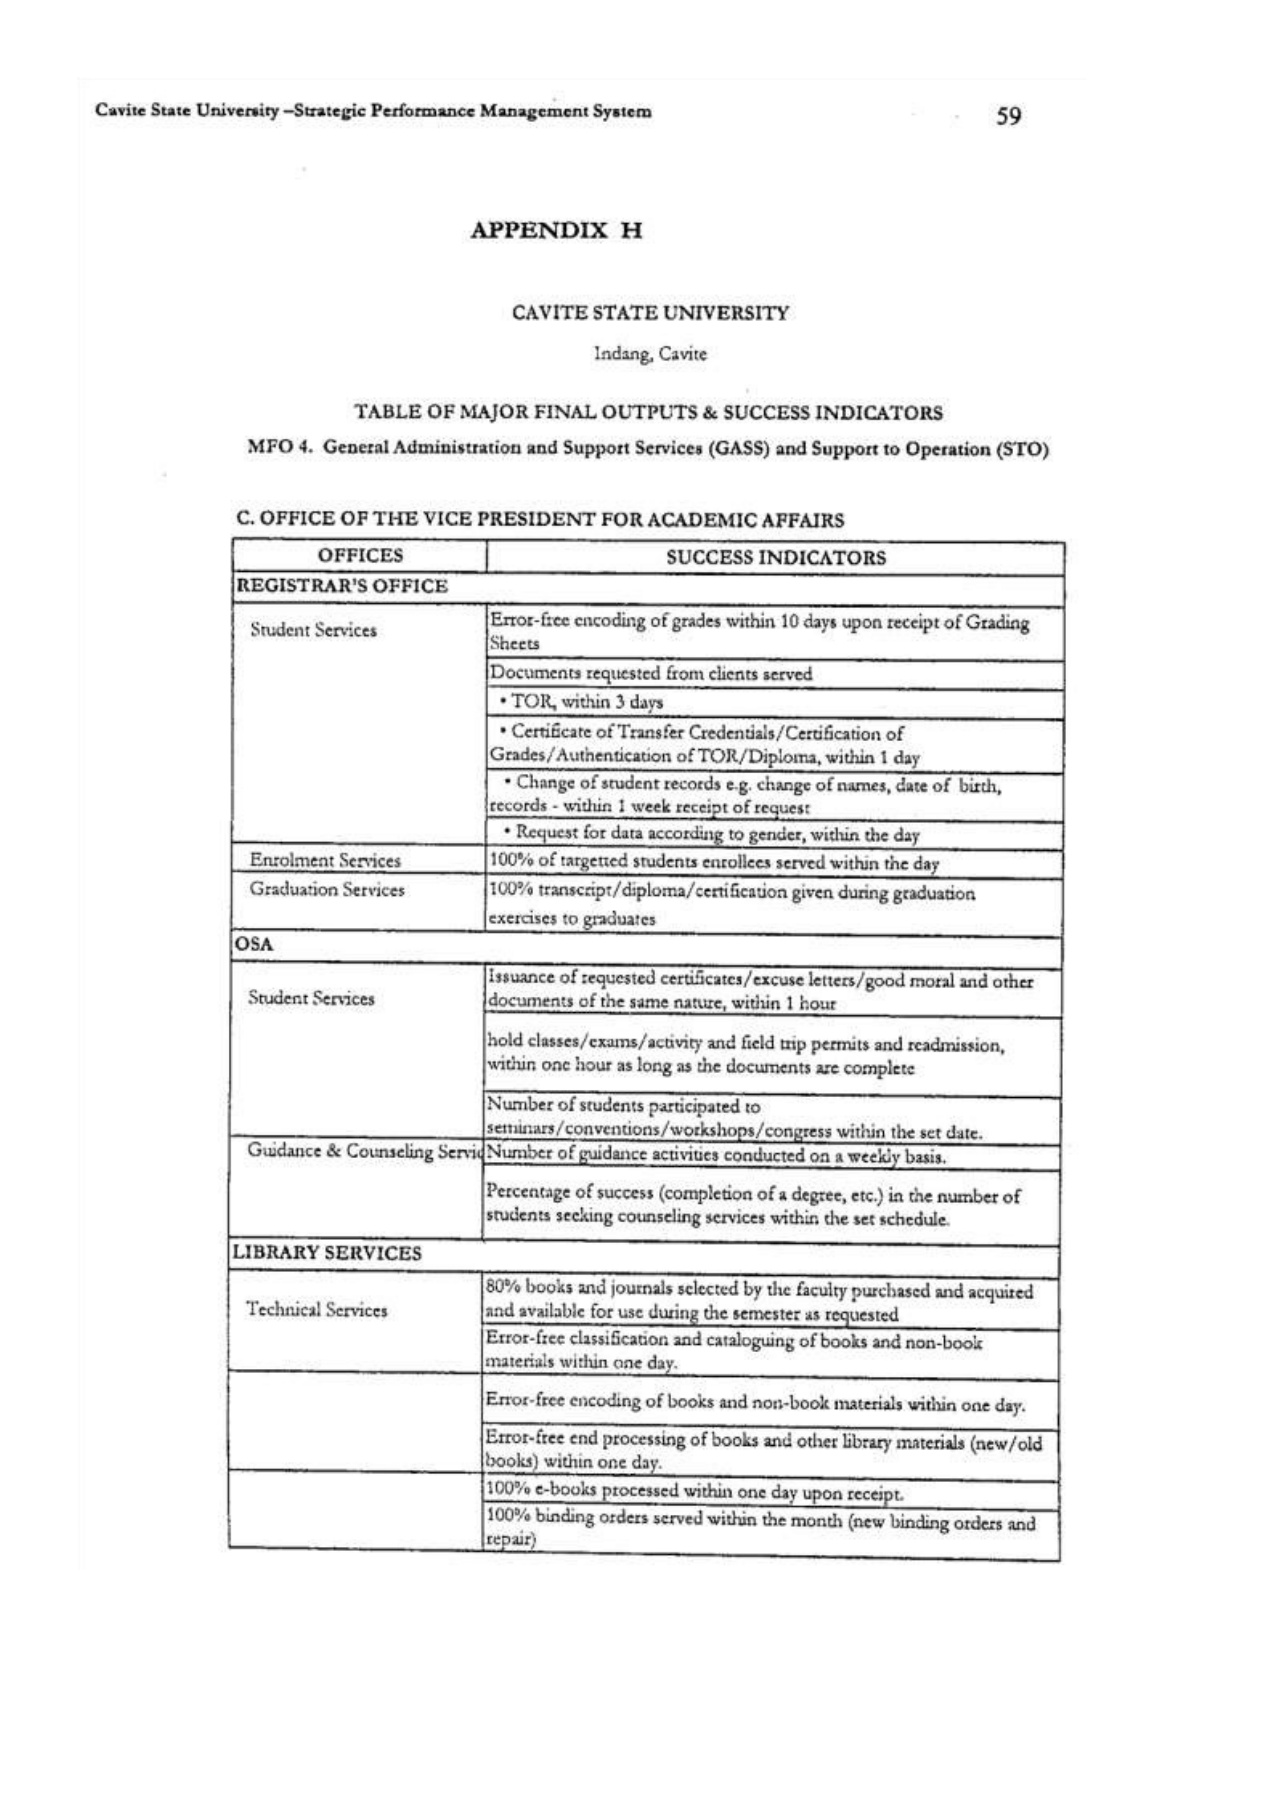 Cavite State University –Strategic Performance Management System 59
APPENDIX H
CAVITE STATE UNIVERSITY
Indang, Cavite
TABLE OF MAJOR FINAL OUTPUTS & SUCCESS INDICATORS
MFO 4. General Administration and Support Services (GASS) and Support to Operation (STO)
C. OFFICE OF THE VICE PRESIDENT FOR ACADEMIC AFFAIRS
OFFICES SUCCESS INDICATORS
REGISTRAR'S OFFICE
Student Services
Error-free encoding of grades within 10 days upon receipt of Grading
Sheets
Documents requested from clients served
• TOR, within 3 days
• Certificate of Transfer Credentials/Certification of
Grades/Authentication of TOR/Diploma, within 1 day
• Change of student records e.g. change of names, date of birth,
records - within 1 week receipt of request
• Request for data according to gender, within the day
Enrolment Services 100% of targetted students enrollees served within the day
Graduation Services 100% transcript/diploma/certification given during graduation
exercises to graduates
OSA
Student Services
Issuance of requested certificates/excuse letters/good moral and other
documents of the same nature, within 1 hour
hold classes/exams/activity and field trip permits and readmission,
within one hour as long as the documents are complete
Number of students participated to
seminars/conventions/workshops/congress within the set date.
Guidance & Counseling Servic Number of guidance activities conducted on a weekly basis.
Percentage of success (completion of a degree, etc.) in the number of
students seeking counseling services within the set schedule.
LIBRARY SERVICES
Technical Services
80% books and journals selected by the faculty purchased and acquired
and available for use during the semester as requested
Error-free classification and cataloguing of books and non-book
materials within one day.
Error-free encoding of books and non-book materials within one day.
Error-free end processing of books and other library materials (new/old
books) within one day.
100% e-books processed within one day upon receipt.
100% binding orders served within the month (new binding orders and
repair)